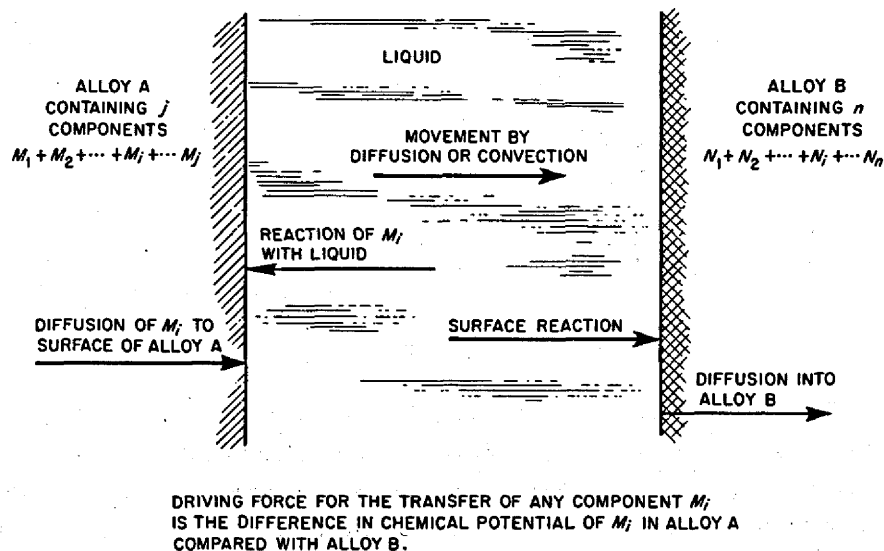 LIQUID
ALLOY A
CONTAINING j
COMPONENTS
M₁ + M₂ + ··· + Mᵢ + ··· Mⱼ
ALLOY B
CONTAINING n
COMPONENTS
N₁ + N₂ + ··· + Nᵢ + ··· Nₙ
MOVEMENT BY
DIFFUSION OR CONVECTION
REACTION OF Mᵢ
WITH LIQUID
DIFFUSION OF Mᵢ TO
SURFACE OF ALLOY A
SURFACE REACTION
DIFFUSION INTO
ALLOY B
DRIVING FORCE FOR THE TRANSFER OF ANY COMPONENT Mᵢ
IS THE DIFFERENCE IN CHEMICAL POTENTIAL OF Mᵢ IN ALLOY A
COMPARED WITH ALLOY B.